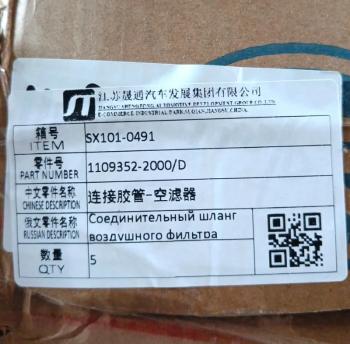 江苏晟通汽车发展集团有限公司
JIANGSU SHENGTONG AUTOMOTIVE DEVELOPMENT GROUP CO.,LTD
E-COMMERCE INDUSTRIAL PARK,SUQIAN,JIANGSU,CHINA.
箱号 SX101-0491
ITEM
零件号 1109352-2000/D
PART NUMBER
中文零件名称 连接胶管-空滤器
CHINESE DESCRIPTION
俄文零件名称 Соединительный шланг
RUSSIAN DESCRIPTION воздушного фильтра
数量 5
QTY